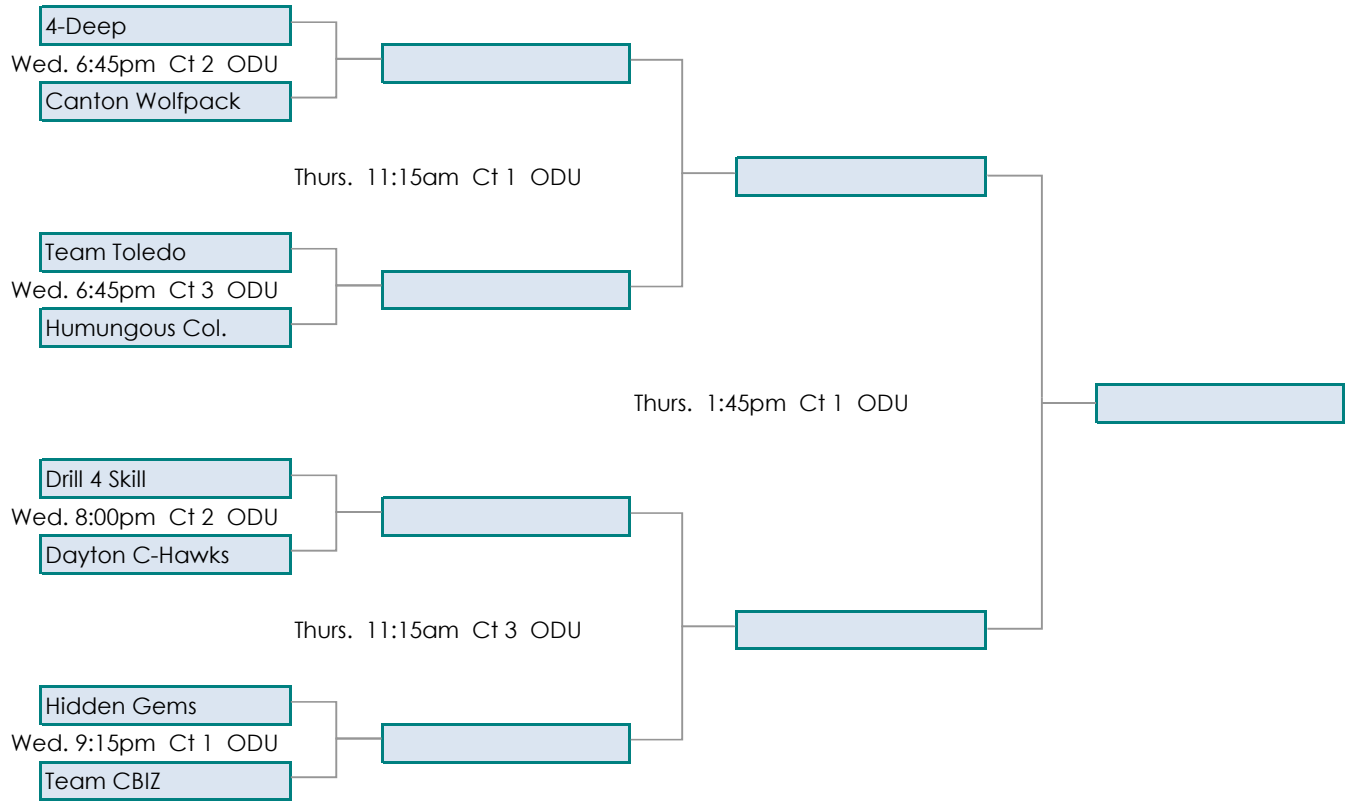 4-Deep
Wed. 6:45pm Ct 2 ODU
Canton Wolfpack
Thurs. 11:15am Ct 1 ODU
Team Toledo
Wed. 6:45pm Ct 3 ODU
Humungous Col.
Thurs. 1:45pm Ct 1 ODU
Drill 4 Skill
Wed. 8:00pm Ct 2 ODU
Dayton C-Hawks
Thurs. 11:15am Ct 3 ODU
Hidden Gems
Wed. 9:15pm Ct 1 ODU
Team CBIZ